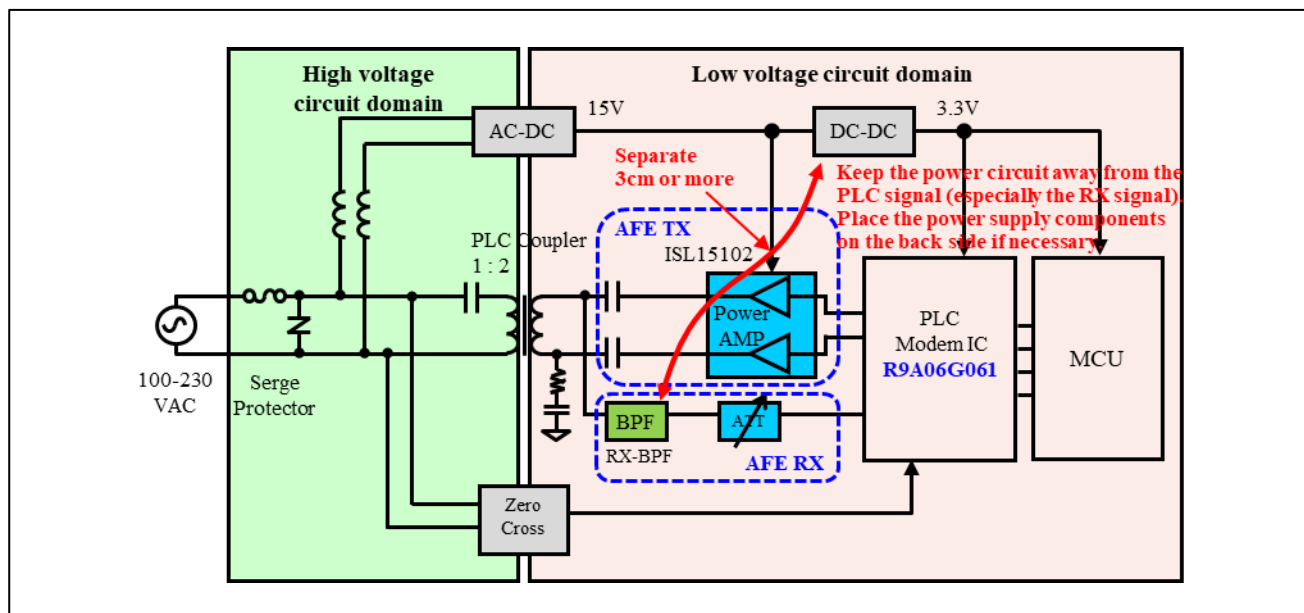 High voltage
circuit domain
Low voltage circuit domain
AC-DC
15V
DC-DC
3.3V
Separate
3cm or more
Keep the power circuit away from the
PLC signal (especially the RX signal).
Place the power supply components
on the back side if necessary.
AFE TX
PLC Coupler
1 : 2
ISL15102
Power
AMP
PLC
Modem IC
R9A06G061
MCU
100-230
VAC
Serge
Protector
BPF
ATT
RX-BPF
AFE RX
Zero
Cross